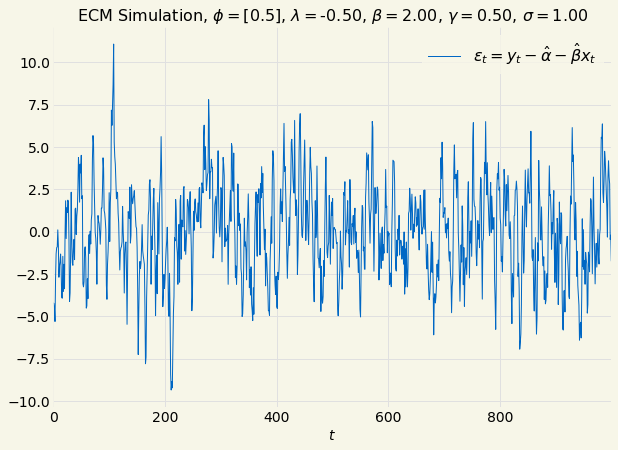 ECM Simulation, ϕ = [0.5], λ = -0.50, β = 2.00, γ = 0.50, σ = 1.00
εₜ = yₜ − α̂ − β̂xₜ
10.0
7.5
5.0
2.5
0.0
−2.5
−5.0
−7.5
−10.0
0 200 400 600 800
t